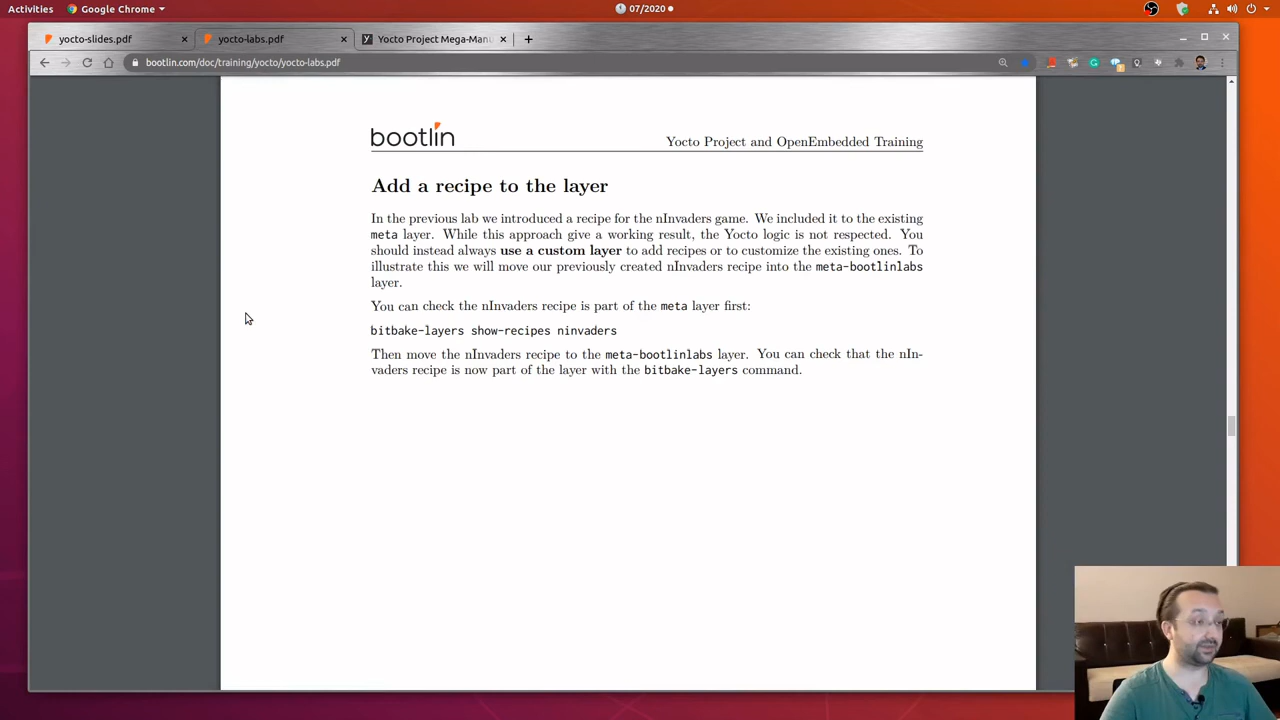 Activities
Google Chrome
07/2020
yocto-slides.pdf
yocto-labs.pdf
Yocto Project Mega-Manu
bootlin.com/doc/training/yocto/yocto-labs.pdf
bootlin
Yocto Project and OpenEmbedded Training
Add a recipe to the layer
In the previous lab we introduced a recipe for the nInvaders game. We included it to the existing
meta layer. While this approach give a working result, the Yocto logic is not respected. You
should instead always use a custom layer to add recipes or to customize the existing ones. To
illustrate this we will move our previously created nInvaders recipe into the meta-bootlinlabs
layer.
You can check the nInvaders recipe is part of the meta layer first:
bitbake-layers show-recipes ninvaders
Then move the nInvaders recipe to the meta-bootlinlabs layer. You can check that the nIn-
vaders recipe is now part of the layer with the bitbake-layers command.